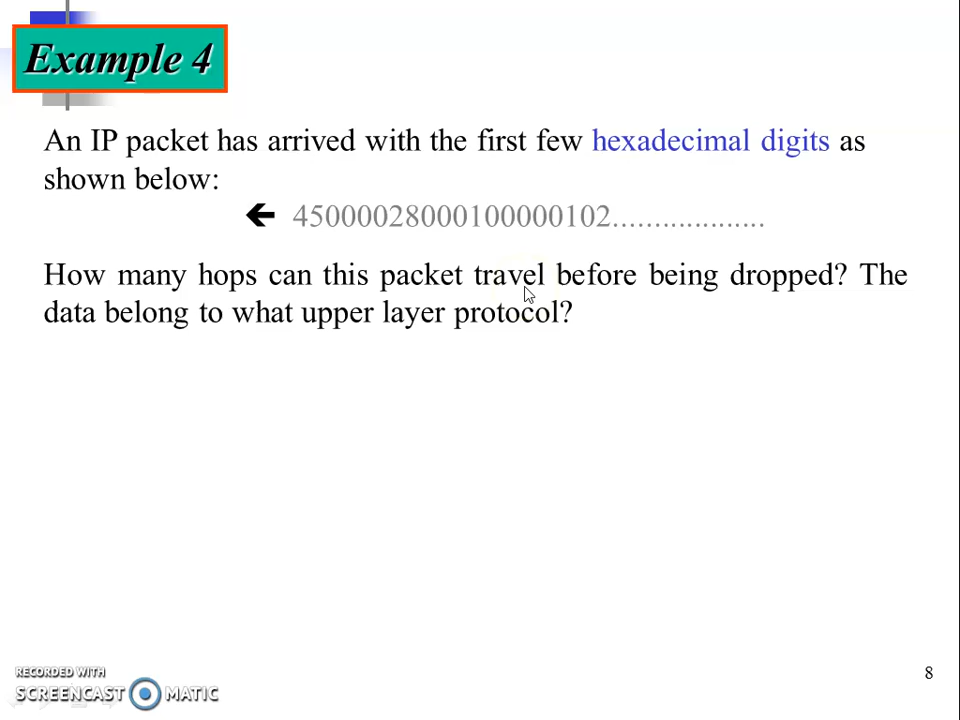 Example 4
An IP packet has arrived with the first few hexadecimal digits as
shown below:
🡸 45000028000100000102...................
How many hops can this packet travel before being dropped? The
data belong to what upper layer protocol?
8
RECORDED WITH
SCREENCAST MATIC